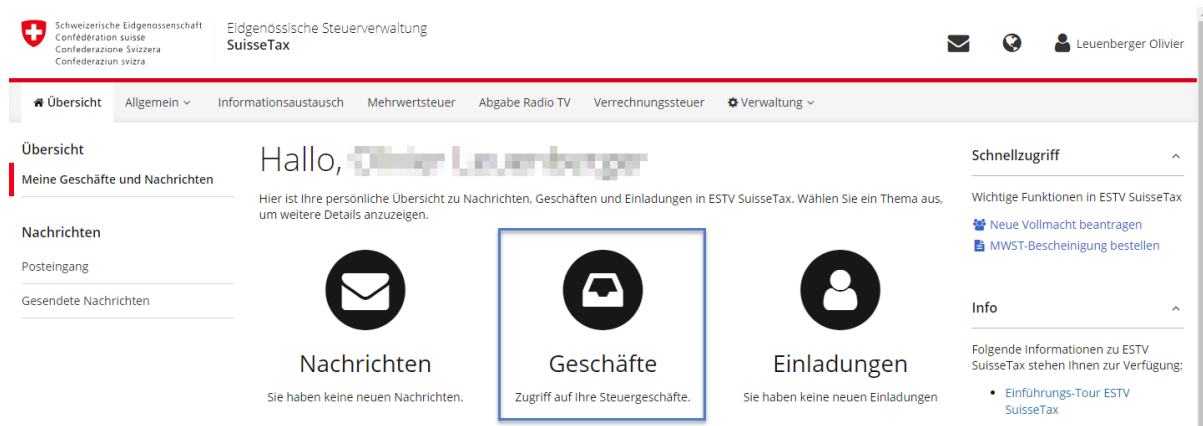 Schweizerische Eidgenossenschaft
Confédération suisse
Confederazione Svizzera
Confederaziun svizra
Eidgenössische Steuerverwaltung
SuisseTax
Leuenberger Olivier
Übersicht
Allgemein
Informationsaustausch
Mehrwertsteuer
Abgabe Radio TV
Verrechnungssteuer
Verwaltung
Übersicht
Meine Geschäfte und Nachrichten
Nachrichten
Posteingang
Gesendete Nachrichten
Hallo,
Hier ist Ihre persönliche Übersicht zu Nachrichten, Geschäften und Einladungen in ESTV SuisseTax. Wählen Sie ein Thema aus,
um weitere Details anzuzeigen.
Nachrichten
Sie haben keine neuen Nachrichten.
Geschäfte
Zugriff auf Ihre Steuergeschäfte.
Einladungen
Sie haben keine neuen Einladungen
Schnellzugriff
Wichtige Funktionen in ESTV SuisseTax
Neue Vollmacht beantragen
MWST-Bescheinigung bestellen
Info
Folgende Informationen zu ESTV
SuisseTax stehen Ihnen zur Verfügung:
Einführungs-Tour ESTV
SuisseTax